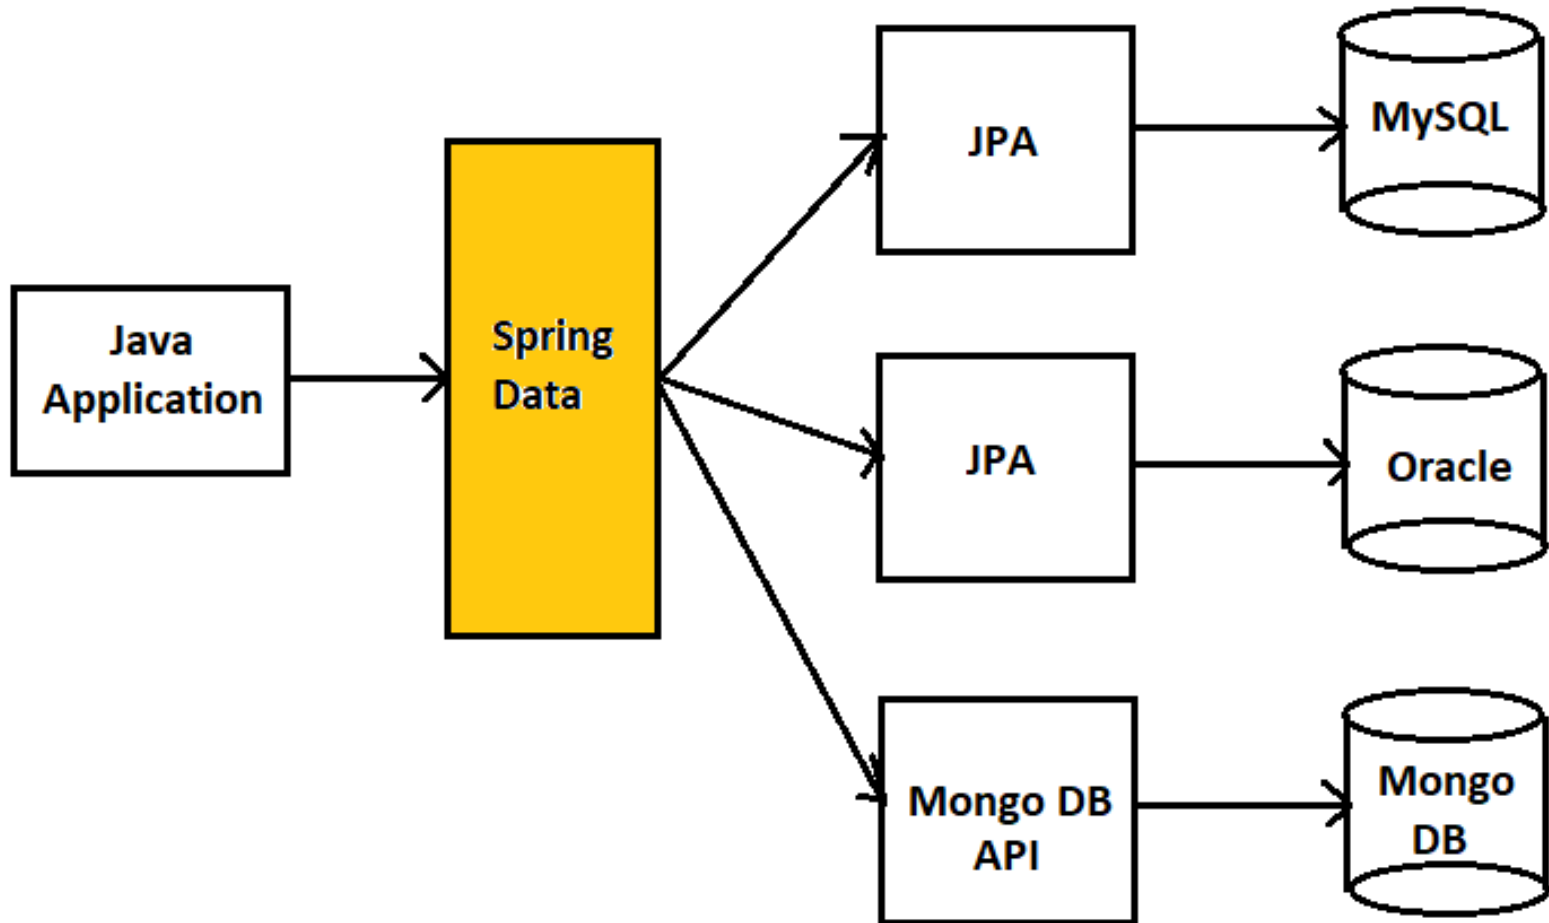 Java
Application
Spring
Data
JPA
MySQL
JPA
Oracle
Mongo DB
API
Mongo
DB